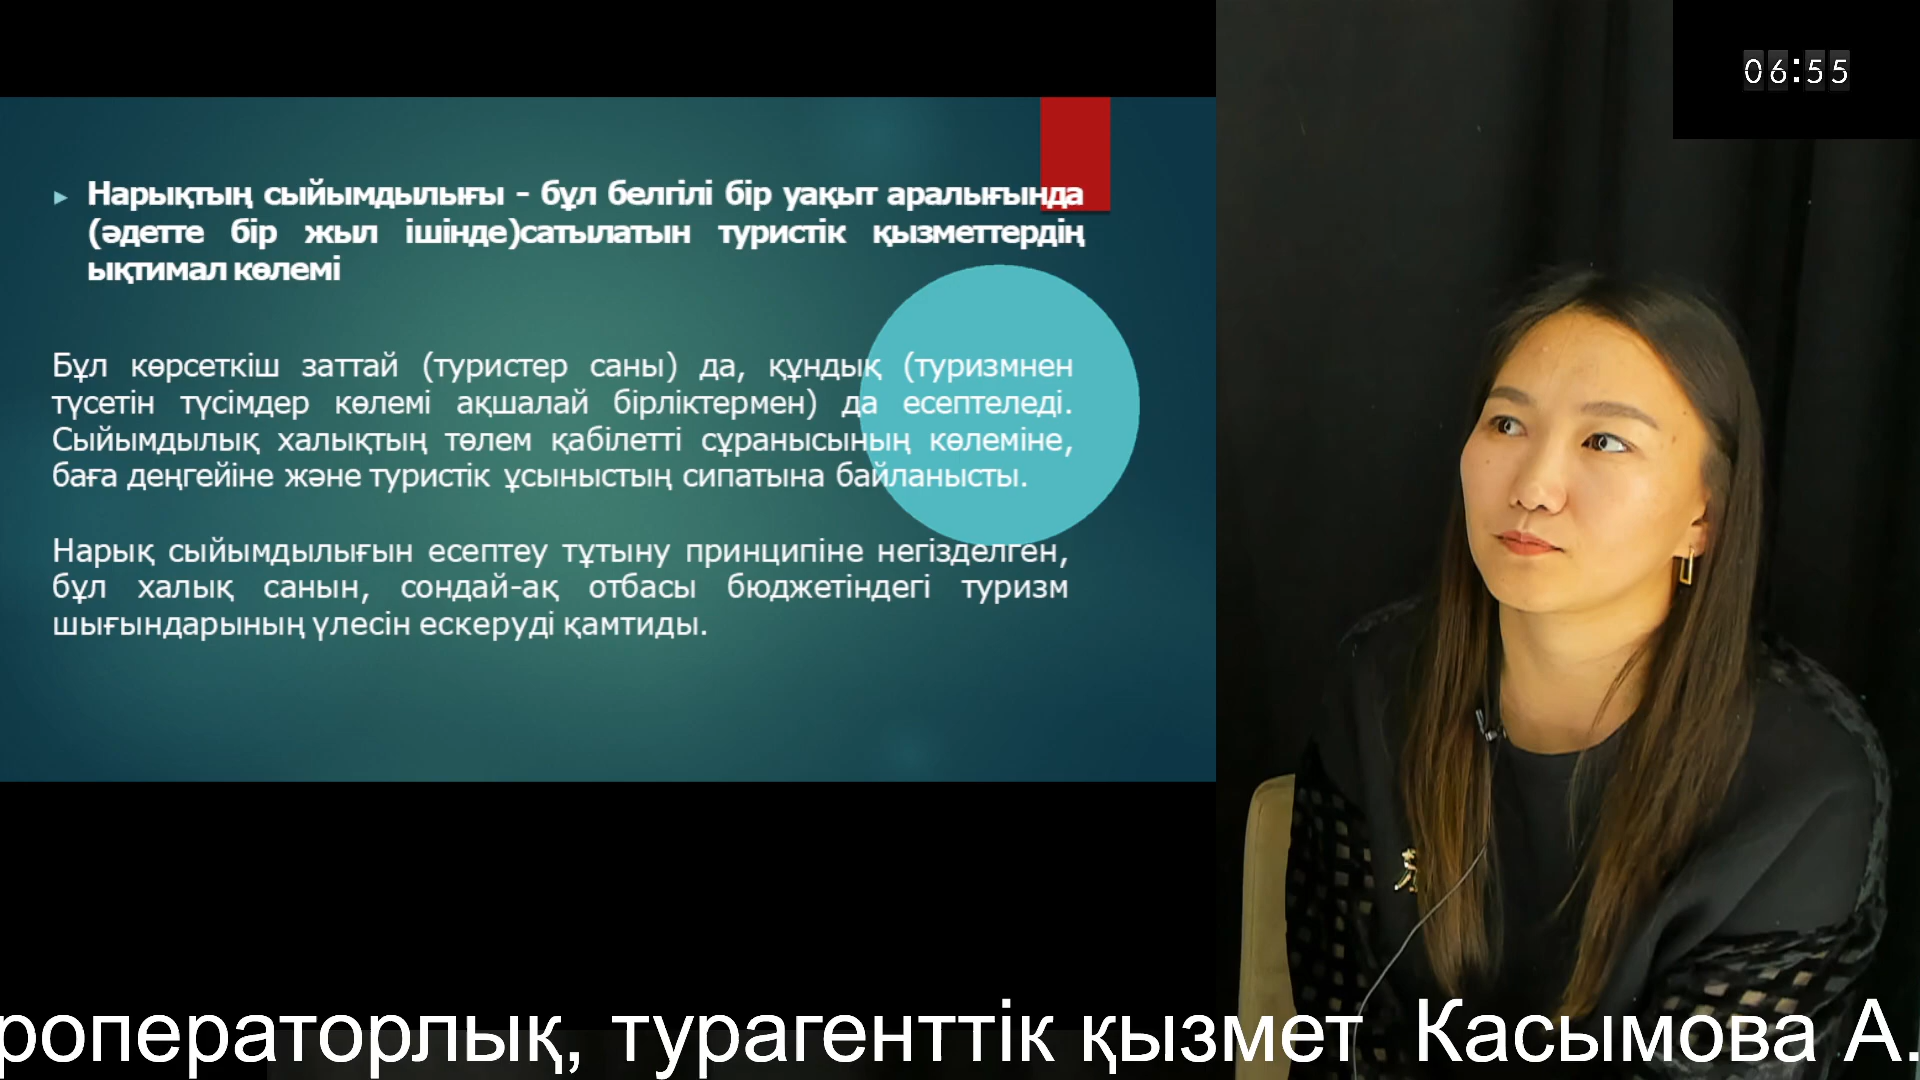 06:55
Нарықтың сыйымдылығы - бұл белгілі бір уақыт аралығында
(әдетте бір жыл ішінде)сатылатын туристік қызметтердің
ықтимал көлемі
Бұл көрсеткіш заттай (туристер саны) да, құндық (туризмнен
түсетін түсімдер көлемі ақшалай бірліктермен) да есептеледі.
Сыйымдылық халықтың төлем қабілетті сұранысының көлеміне,
баға деңгейіне және туристік ұсыныстың сипатына байланысты.
Нарық сыйымдылығын есептеу тұтыну принципіне негізделген,
бұл халық санын, сондай-ақ отбасы бюджетіндегі туризм
шығындарының үлесін ескеруді қамтиды.
роператорлық, турагенттік қызмет Касымова А.